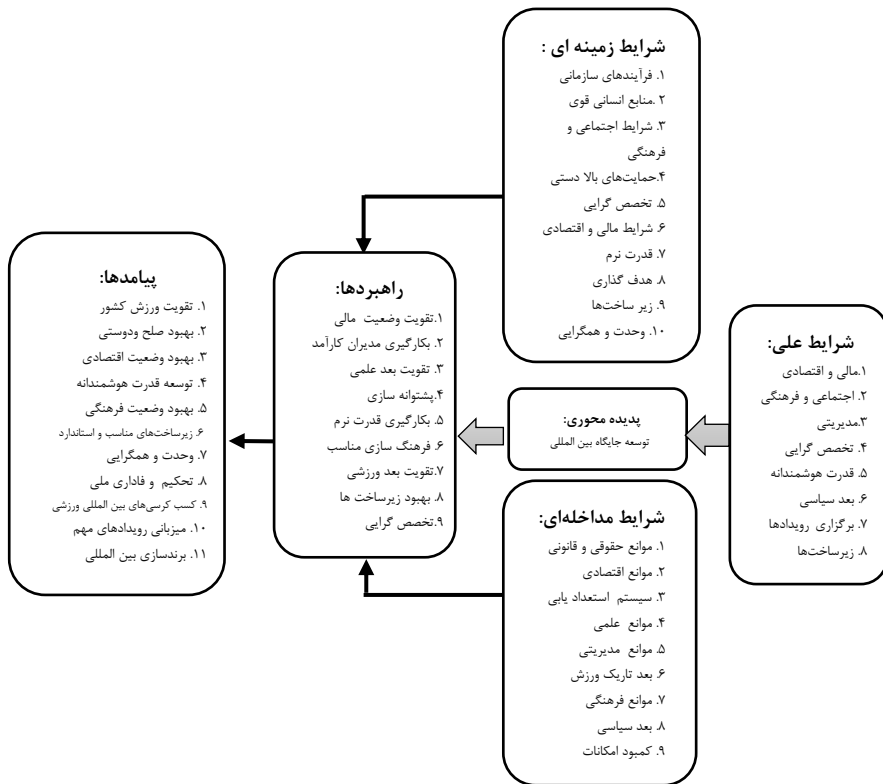 شرایط زمینه ای :
۱. فرآیندهای سازمانی
۲ .منابع انسانی قوی
۳. شرایط اجتماعی و
فرهنگی
۴.حمایت‌های بالا دستی
۵. تخصص گرایی
۶. شرایط مالی و اقتصادی
۷. قدرت نرم
۸. هدف گذاری
۹. زیر ساخت‌ها
۱۰. وحدت و همگرایی
شرایط علی:
۱.مالی و اقتصادی
۲. اجتماعی و فرهنگی
۳.مدیریتی
۴. تخصص گرایی
۵. قدرت هوشمندانه
۶. بعد سیاسی
۷. برگزاری رویدادها
۸. زیرساخت‌ها
پدیده محوری:
توسعه جایگاه بین المللی
شرایط مداخله‌ای:
۱. موانع حقوقی و قانونی
۲. موانع اقتصادی
۳. سیستم استعداد یابی
۴. موانع علمی
۵. موانع مدیریتی
۶. بعد تاریک ورزش
۷. موانع فرهنگی
۸. بعد سیاسی
۹. کمبود امکانات
راهبردها:
۱.تقویت وضعیت مالی
۲. بکارگیری مدیران کارآمد
۳. تقویت بعد علمی
۴.پشتوانه سازی
۵. بکارگیری قدرت نرم
۶. فرهنگ سازی مناسب
۷.تقویت بعد ورزشی
۸. بهبود زیرساخت ها
۹.تخصص گرایی
پیامدها:
۱. تقویت ورزش کشور
۲. بهبود صلح ودوستی
۳. بهبود وضعیت اقتصادی
۴. توسعه قدرت هوشمندانه
۵. بهبود وضعیت فرهنگی
۶. زیرساخت‌های مناسب و استاندارد
۷. وحدت و همگرایی
۸. تحکیم و فاداری ملی
۹. کسب کرسی‌های بین المللی ورزشی
۱۰. میزبانی رویدادهای مهم
۱۱. برندسازی بین المللی